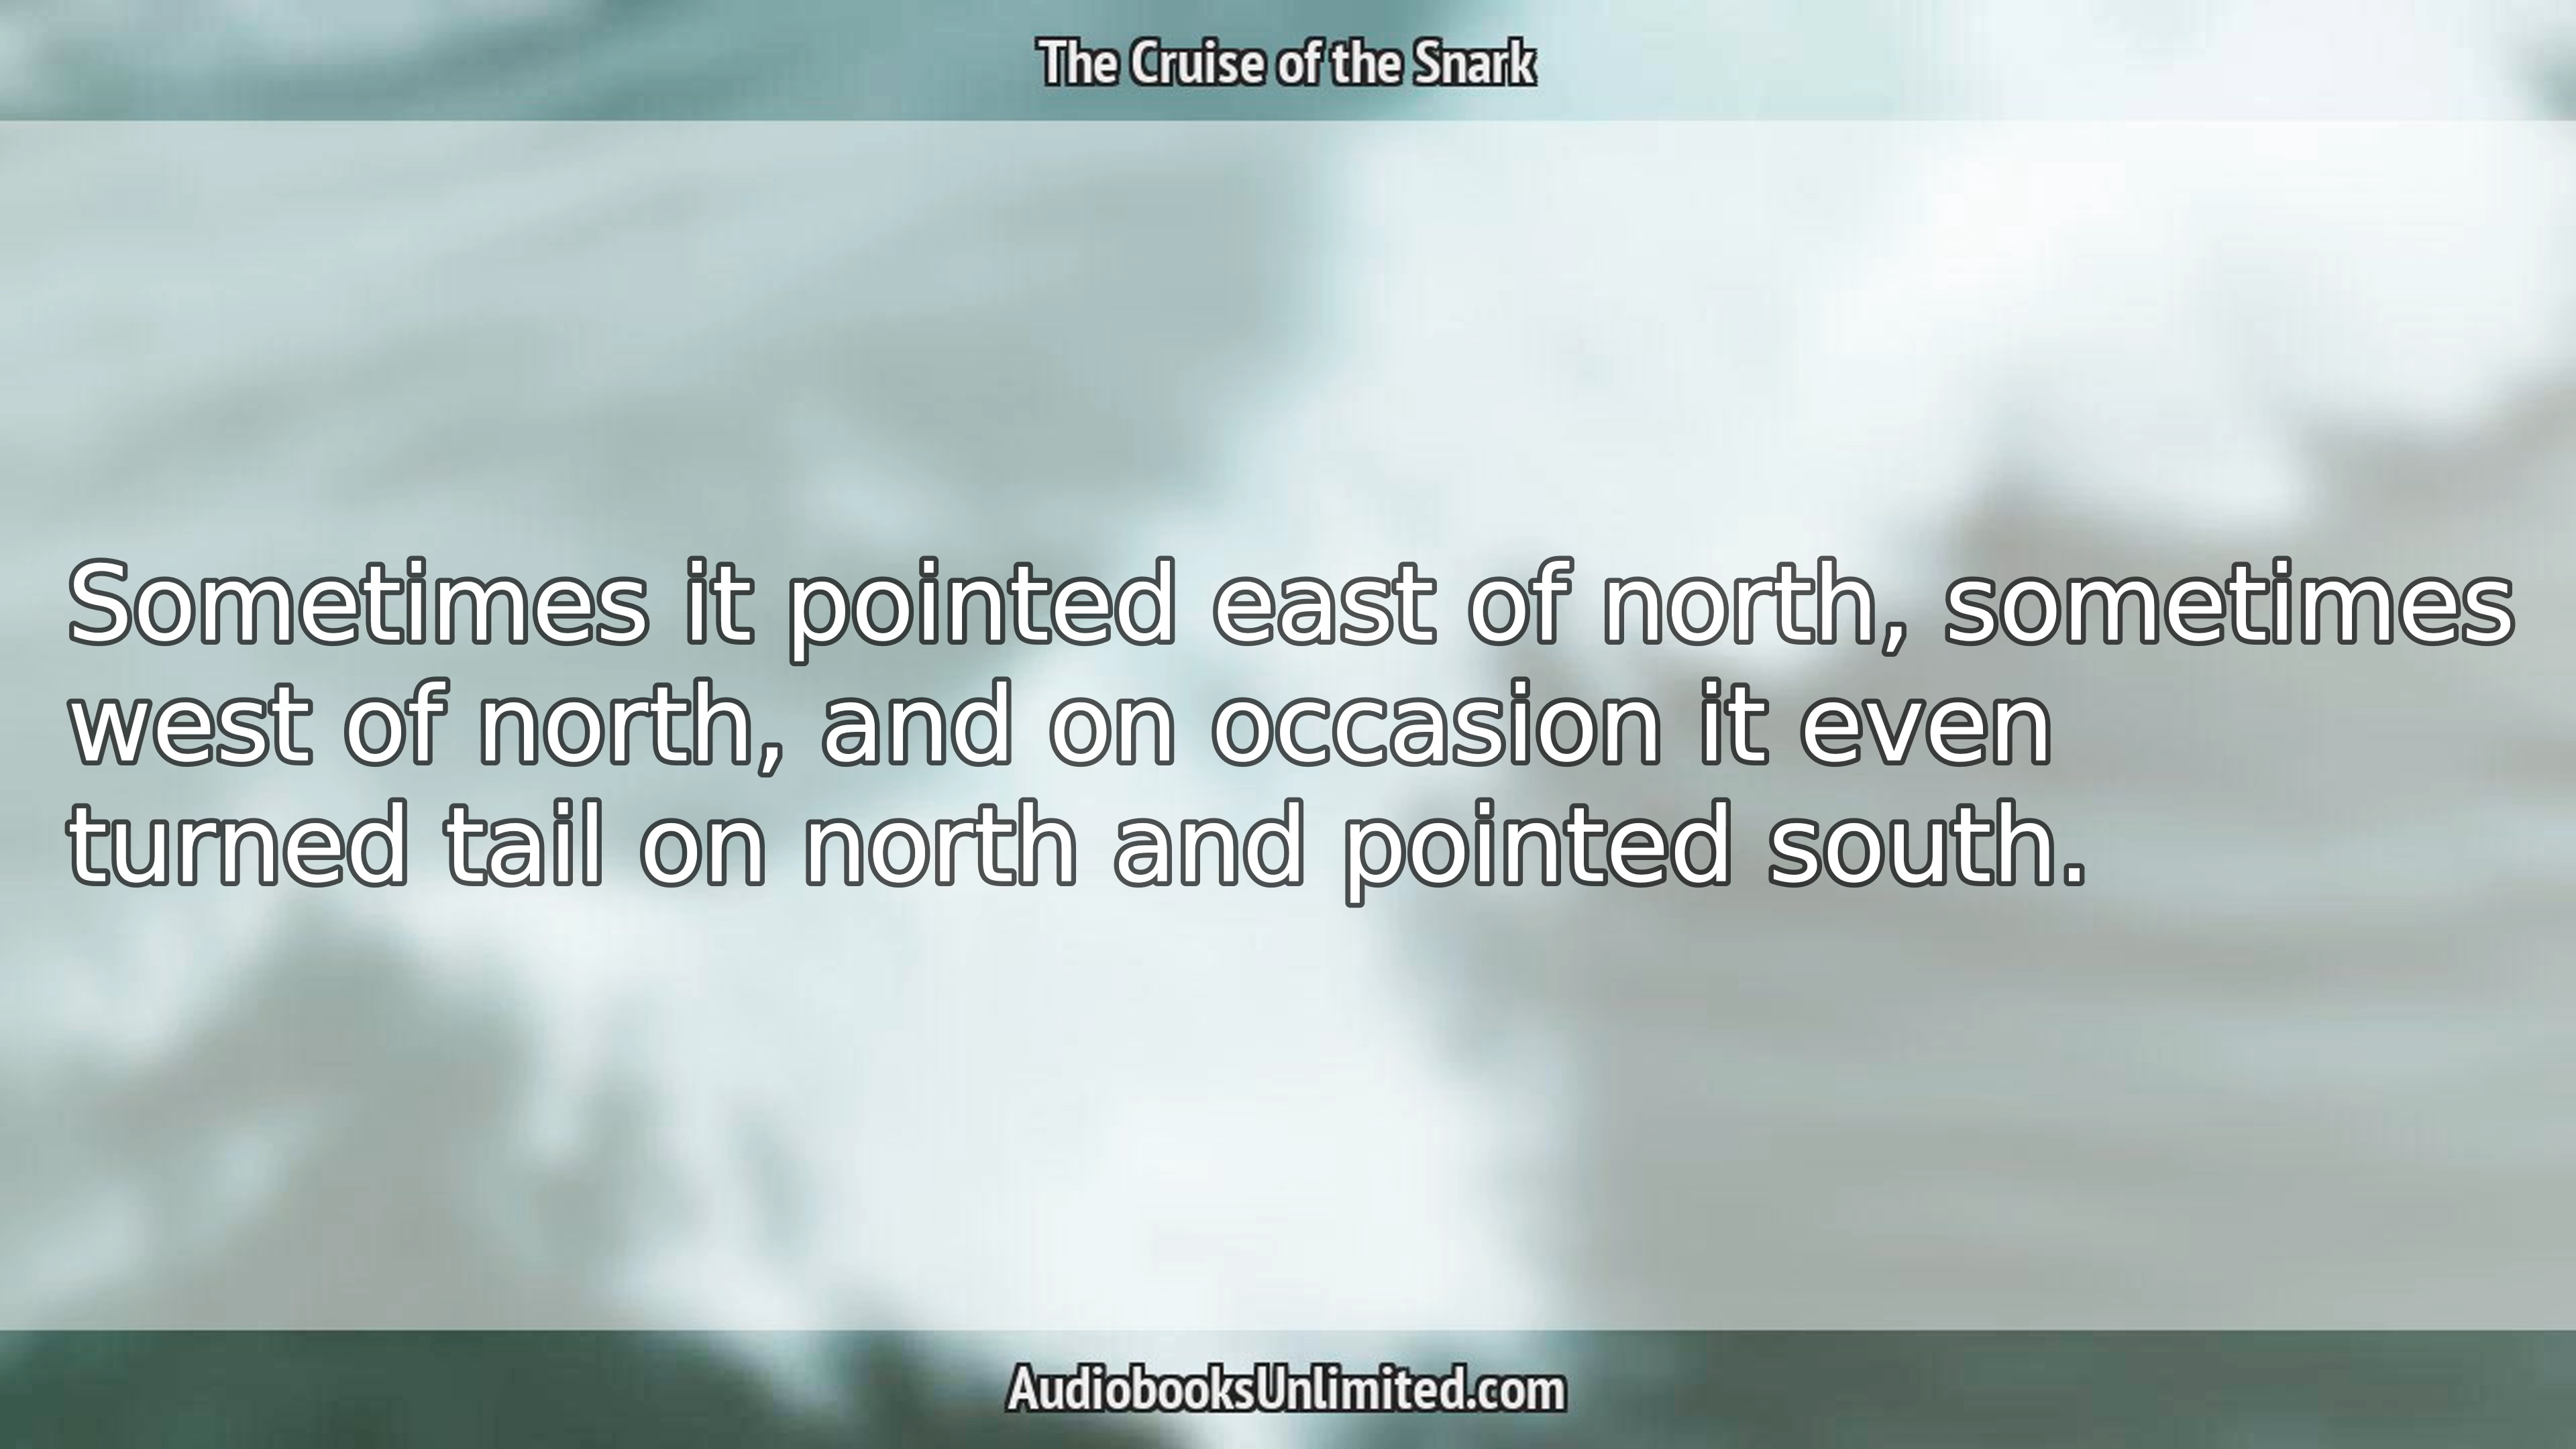 The Cruise of the Snark
Sometimes it pointed east of north, sometimes
west of north, and on occasion it even
turned tail on north and pointed south.
AudiobooksUnlimited.com